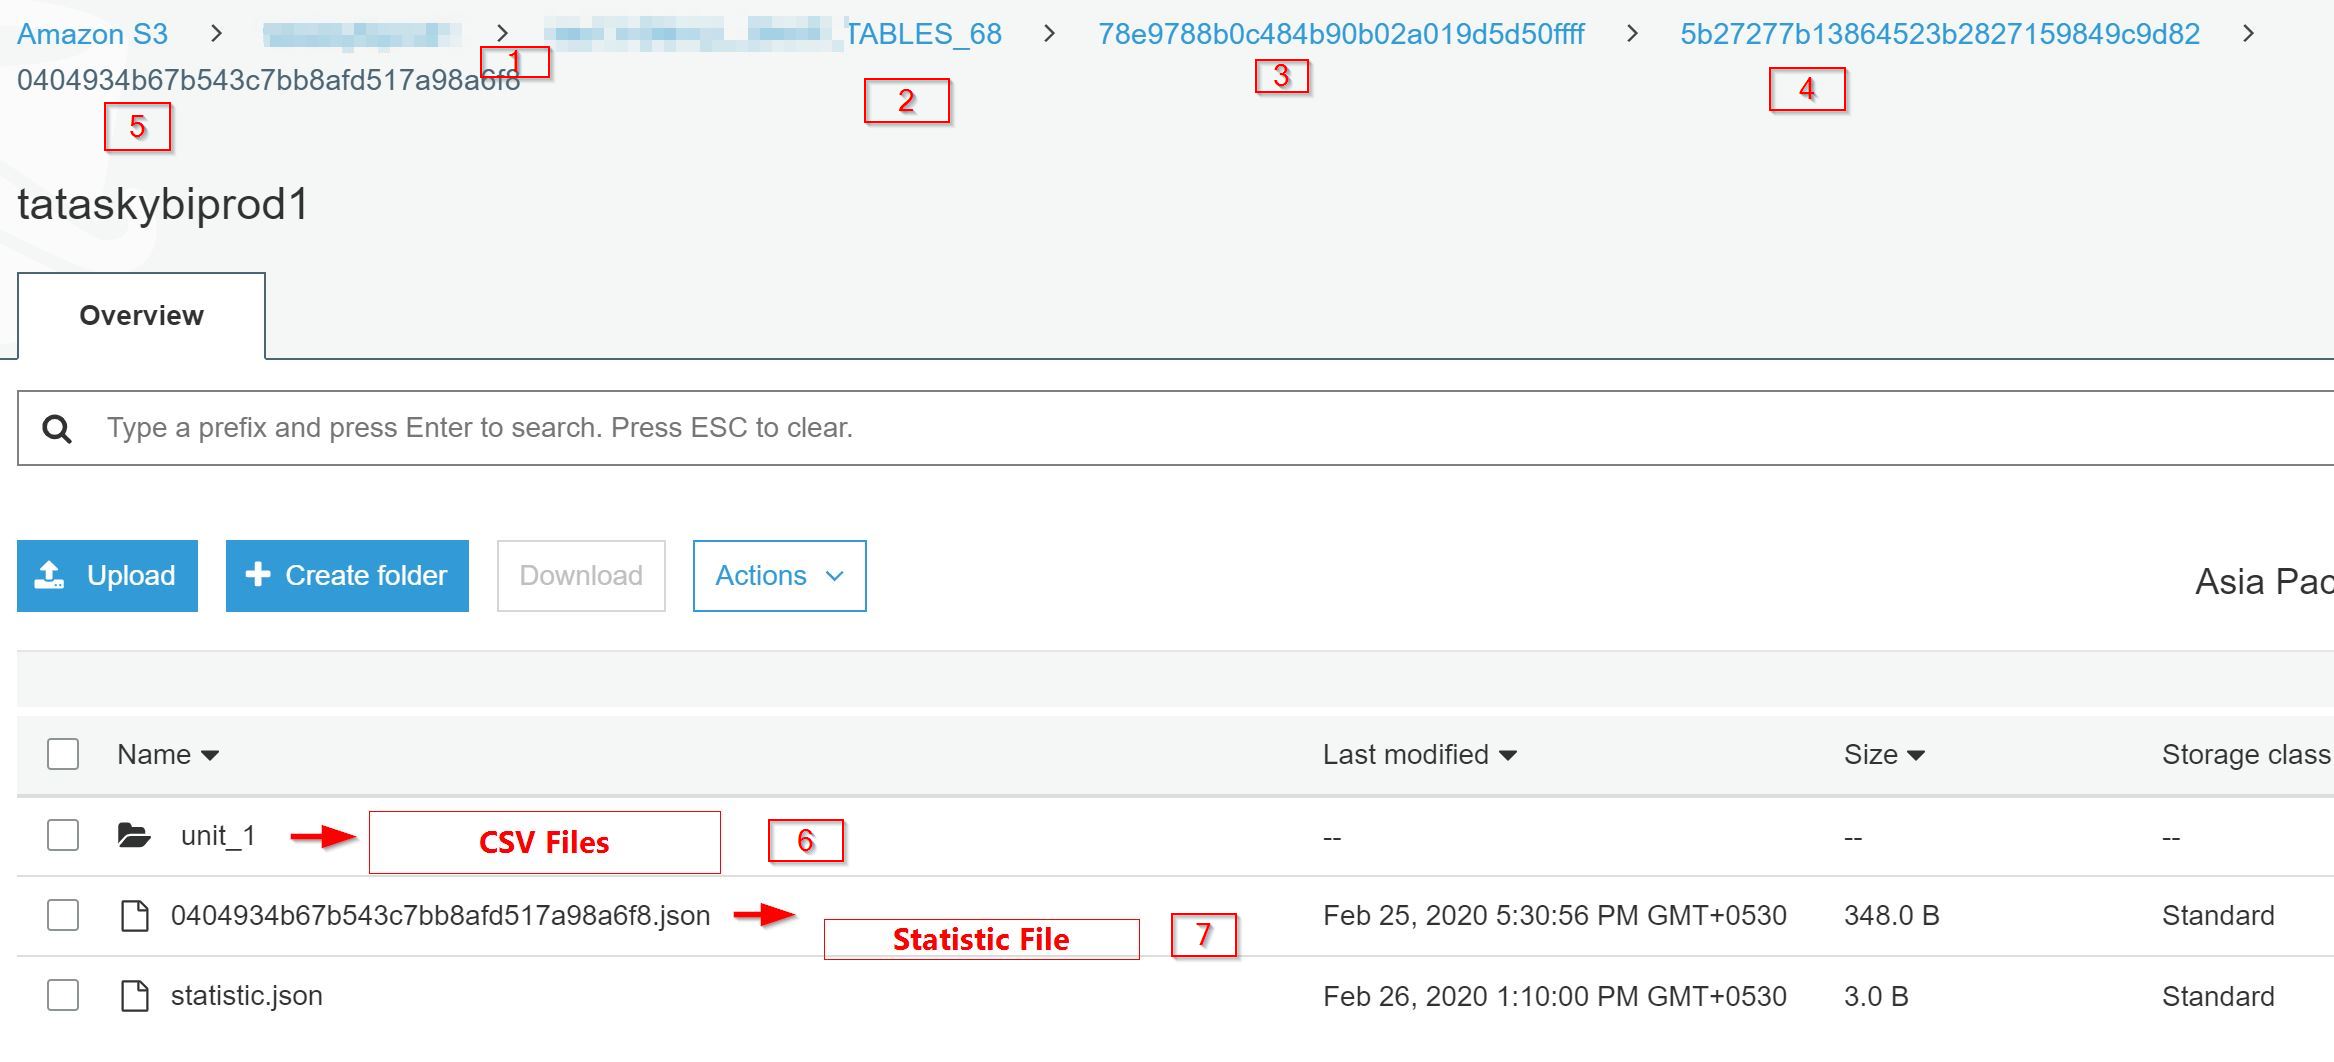 Amazon S3 > > TABLES_68 > 78e9788b0c484b90b02a019d5d50ffff > 5b27277b13864523b2827159849c9d82 >
1
0404934b67b543c7bb8afd517a98a6f8
3
4
2
5
tataskybiprod1
Overview
Type a prefix and press Enter to search. Press ESC to clear.
Upload Create folder Download Actions
Asia Pac
Name Last modified Size Storage class
unit_1 CSV Files 6 -- -- --
0404934b67b543c7bb8afd517a98a6f8.json Feb 25, 2020 5:30:56 PM GMT+0530 348.0 B Standard
Statistic File 7
statistic.json Feb 26, 2020 1:10:00 PM GMT+0530 3.0 B Standard